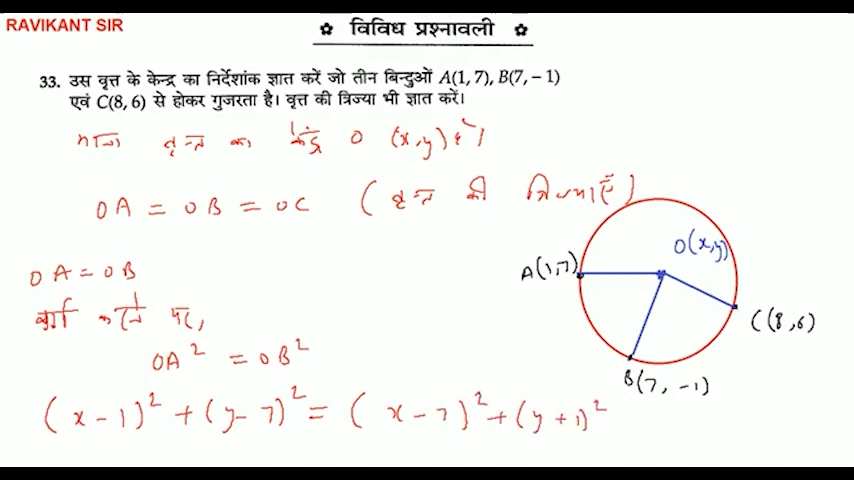 RAVIKANT SIR
✿ विविध प्रश्नावली ✿
33. उस वृत्त के केन्द्र का निर्देशांक ज्ञात करें जो तीन बिन्दुओं A(1, 7), B(7, – 1)
एवं C(8, 6) से होकर गुजरता है। वृत्त की त्रिज्या भी ज्ञात करें।
माना वृत्त का केंद्र O (x,y) है।
OA = OB = OC (वृत्त की त्रिज्याएँ)
OA = OB
वर्ग करने पर,
OA² = OB²
(x – 1)² + (y – 7)² = (x – 7)² + (y + 1)²
O(x,y)
A(1,7)
C(8,6)
B(7, –1)